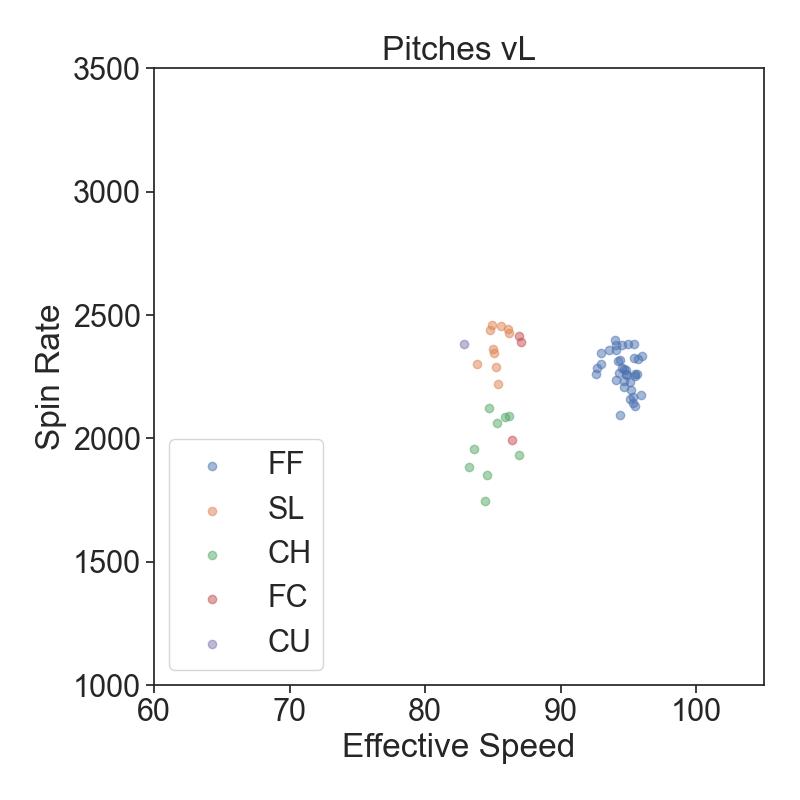 Pitches vL
3500
3000
2500
2000
1500
1000
Spin Rate
FF
SL
CH
FC
CU
60 70 80 90 100
Effective Speed